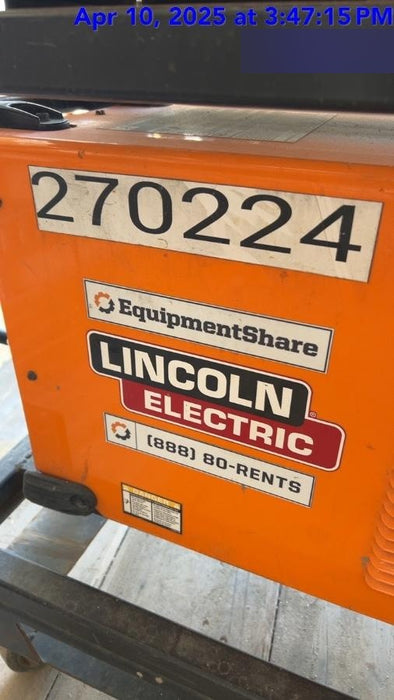 Apr 10, 2025 at 3:47:15 PM
270224
EquipmentShare
LINCOLN
ELECTRIC
®
(888) 80-RENTS